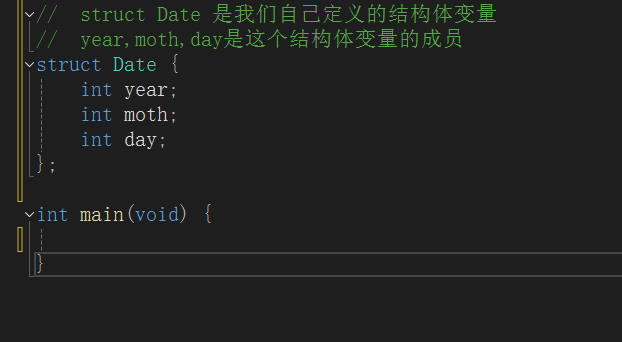 //  struct Date 是我们自己定义的结构体变量
//  year,moth,day是这个结构体变量的成员
struct Date {
    int year;
    int moth;
    int day;
};
int main(void) {
}